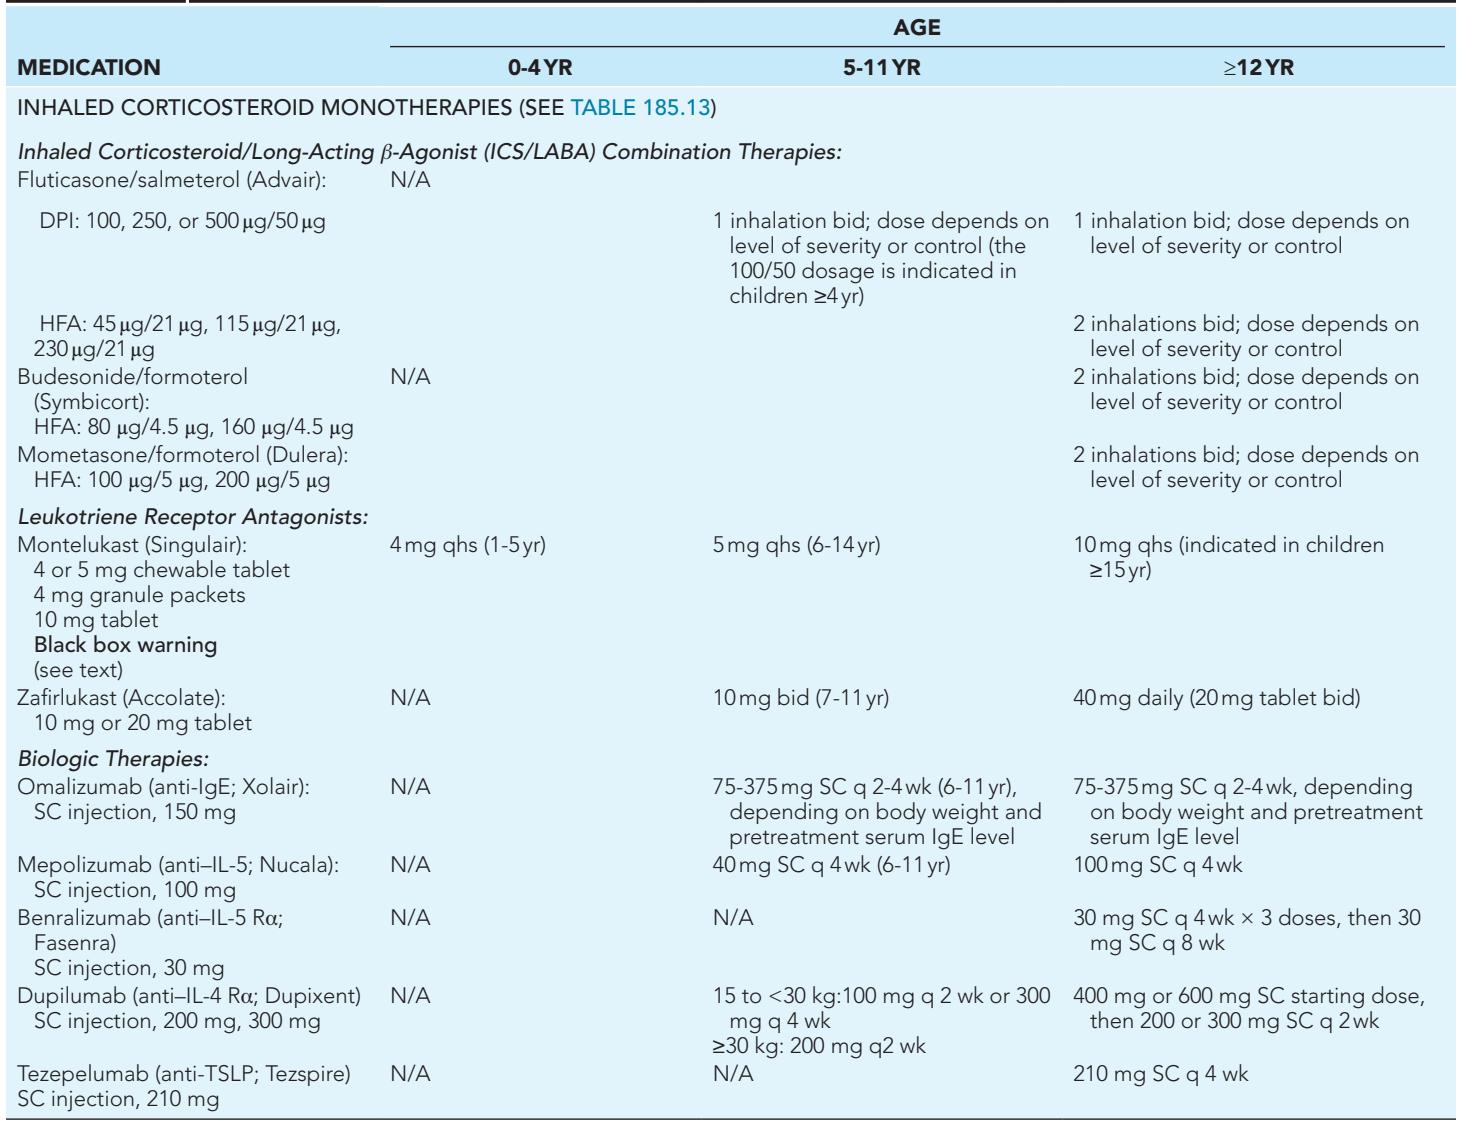 AGE
MEDICATION 0-4 YR 5-11 YR ≥12 YR
INHALED CORTICOSTEROID MONOTHERAPIES (SEE TABLE 185.13)
Inhaled Corticosteroid/Long-Acting β-Agonist (ICS/LABA) Combination Therapies:
Fluticasone/salmeterol (Advair): N/A
DPI: 100, 250, or 500 μg/50 μg 1 inhalation bid; dose depends on 1 inhalation bid; dose depends on
level of severity or control (the level of severity or control
100/50 dosage is indicated in
children ≥4 yr)
HFA: 45 μg/21 μg, 115 μg/21 μg, 2 inhalations bid; dose depends on
230 μg/21 μg level of severity or control
Budesonide/formoterol N/A 2 inhalations bid; dose depends on
(Symbicort): level of severity or control
HFA: 80 μg/4.5 μg, 160 μg/4.5 μg
Mometasone/formoterol (Dulera): 2 inhalations bid; dose depends on
HFA: 100 μg/5 μg, 200 μg/5 μg level of severity or control
Leukotriene Receptor Antagonists:
Montelukast (Singulair): 4 mg qhs (1-5 yr) 5 mg qhs (6-14 yr) 10 mg qhs (indicated in children
4 or 5 mg chewable tablet ≥15 yr)
4 mg granule packets
10 mg tablet
Black box warning
(see text)
Zafirlukast (Accolate): N/A 10 mg bid (7-11 yr) 40 mg daily (20 mg tablet bid)
10 mg or 20 mg tablet
Biologic Therapies:
Omalizumab (anti-IgE; Xolair): N/A 75-375 mg SC q 2-4 wk (6-11 yr), 75-375 mg SC q 2-4 wk, depending
SC injection, 150 mg depending on body weight and on body weight and pretreatment
pretreatment serum IgE level serum IgE level
Mepolizumab (anti–IL-5; Nucala): N/A 40 mg SC q 4 wk (6-11 yr) 100 mg SC q 4 wk
SC injection, 100 mg
Benralizumab (anti–IL-5 Rα; N/A N/A 30 mg SC q 4 wk × 3 doses, then 30
Fasenra) mg SC q 8 wk
SC injection, 30 mg
Dupilumab (anti–IL-4 Rα; Dupixent) N/A 15 to <30 kg:100 mg q 2 wk or 300 400 mg or 600 mg SC starting dose,
SC injection, 200 mg, 300 mg mg q 4 wk then 200 or 300 mg SC q 2 wk
≥30 kg: 200 mg q2 wk
Tezepelumab (anti-TSLP; Tezspire) N/A N/A 210 mg SC q 4 wk
SC injection, 210 mg